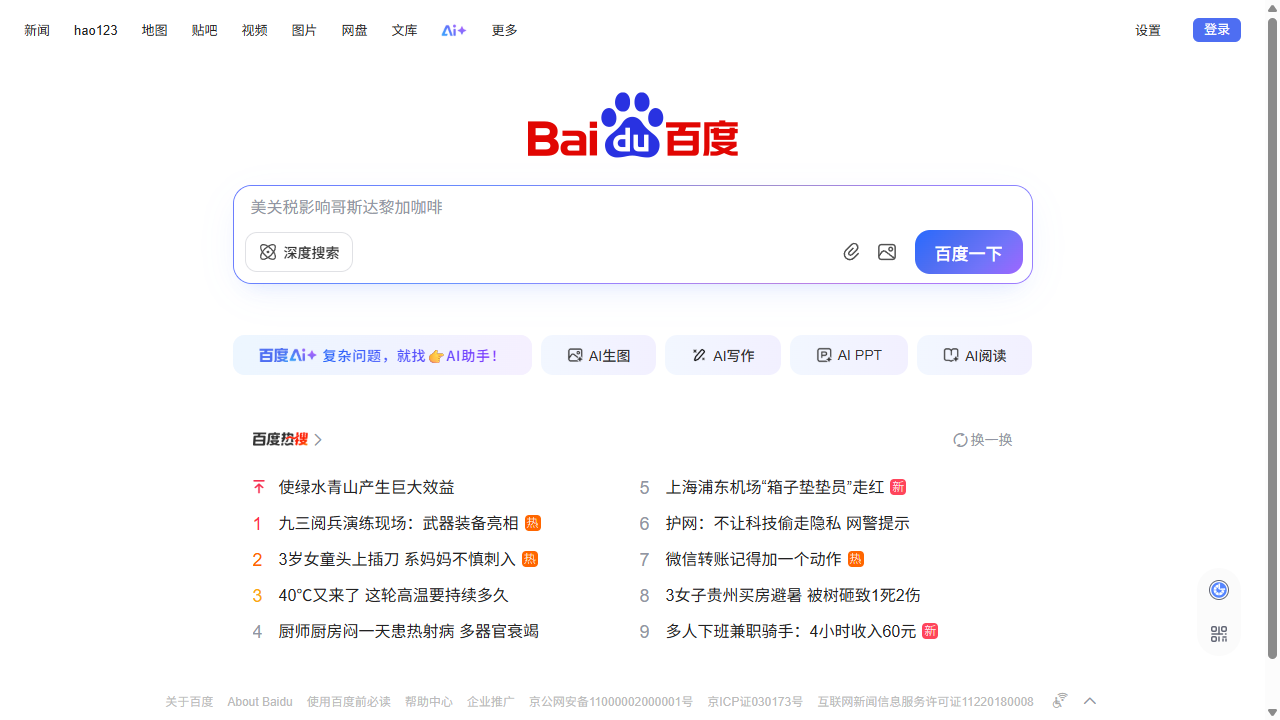 新闻 hao123 地图 贴吧 视频 图片 网盘 文库 Ai+ 更多 设置 登录
Bai du 百度
美关税影响哥斯达黎加咖啡
深度搜索 百度一下
百度Ai+ 复杂问题，就找👉AI助手！ AI生图 AI写作 AI PPT AI阅读
百度热搜 换一换
使绿水青山产生巨大效益
1 九三阅兵演练现场：武器装备亮相 热
2 3岁女童头上插刀 系妈妈不慎刺入 热
3 40℃又来了 这轮高温要持续多久
4 厨师厨房闷一天患热射病 多器官衰竭
5 上海浦东机场“箱子垫垫员”走红 新
6 护网：不让科技偷走隐私 网警提示
7 微信转账记得加一个动作 热
8 3女子贵州买房避暑 被树砸致1死2伤
9 多人下班兼职骑手：4小时收入60元 新
关于百度 About Baidu 使用百度前必读 帮助中心 企业推广 京公网安备11000002000001号 京ICP证030173号 互联网新闻信息服务许可证11220180008